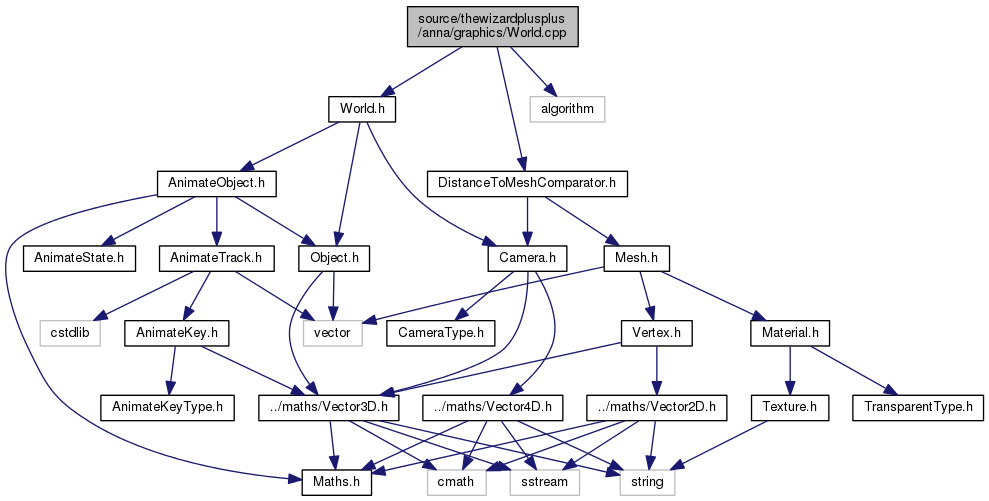 source/thewizardplusplus
/anna/graphics/World.cpp
World.h
algorithm
AnimateObject.h
DistanceToMeshComparator.h
AnimateState.h
AnimateTrack.h
Object.h
Camera.h
Mesh.h
cstdlib
AnimateKey.h
vector
CameraType.h
Vertex.h
Material.h
AnimateKeyType.h
../maths/Vector3D.h
../maths/Vector4D.h
../maths/Vector2D.h
Texture.h
TransparentType.h
Maths.h
cmath
sstream
string